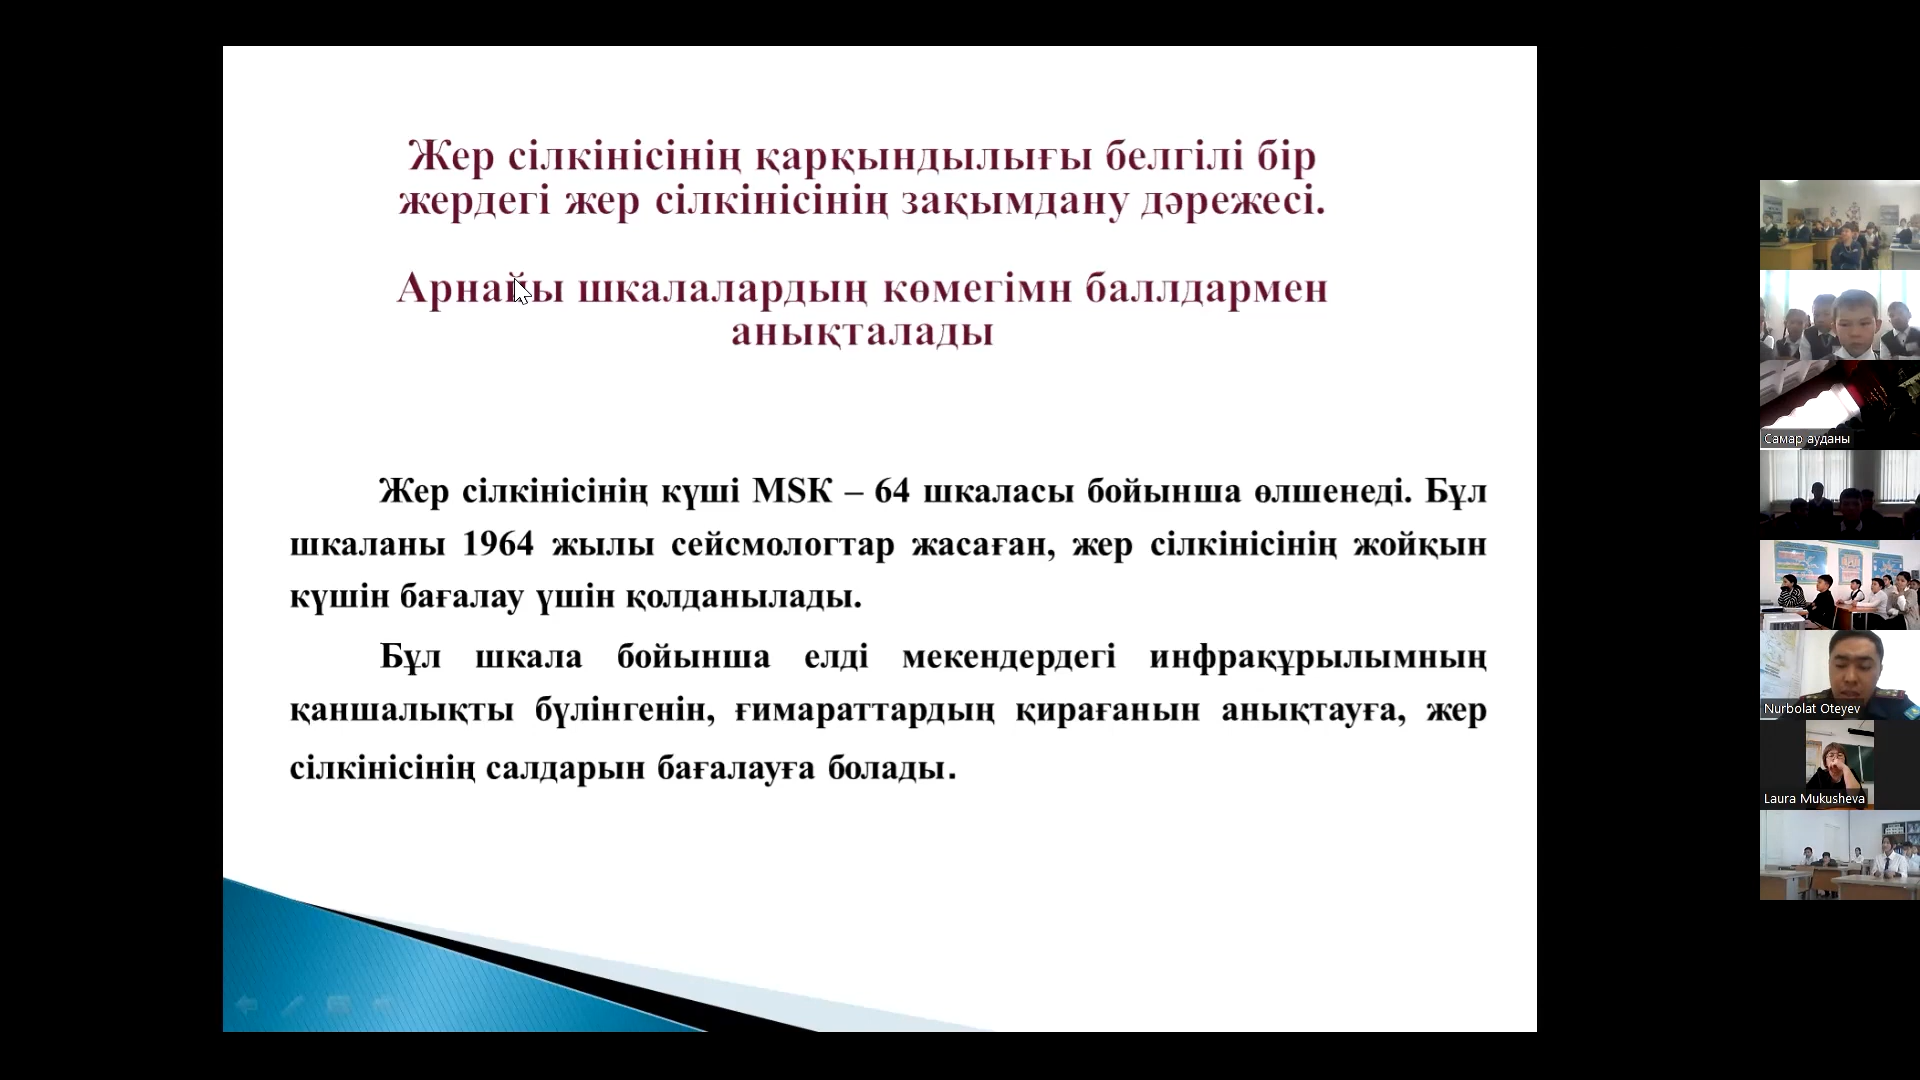 Жер сілкінісінің қарқындылығы белгілі бір
жердегі жер сілкінісінің зақымдану дәрежесі.
Арнайы шкалалардың көмегімн баллдармен
анықталады
Жер сілкінісінің күші MSК – 64 шкаласы бойынша өлшенеді. Бұл
шкаланы 1964 жылы сейсмологтар жасаған, жер сілкінісінің жойқын
күшін бағалау үшін қолданылады.
Бұл шкала бойынша елді мекендердегі инфрақұрылымның
қаншалықты бүлінгенін, ғимараттардың қирағанын анықтауға, жер
сілкінісінің салдарын бағалауға болады.
Самар ауданы
Nurbolat Oteyev
Laura Mukusheva